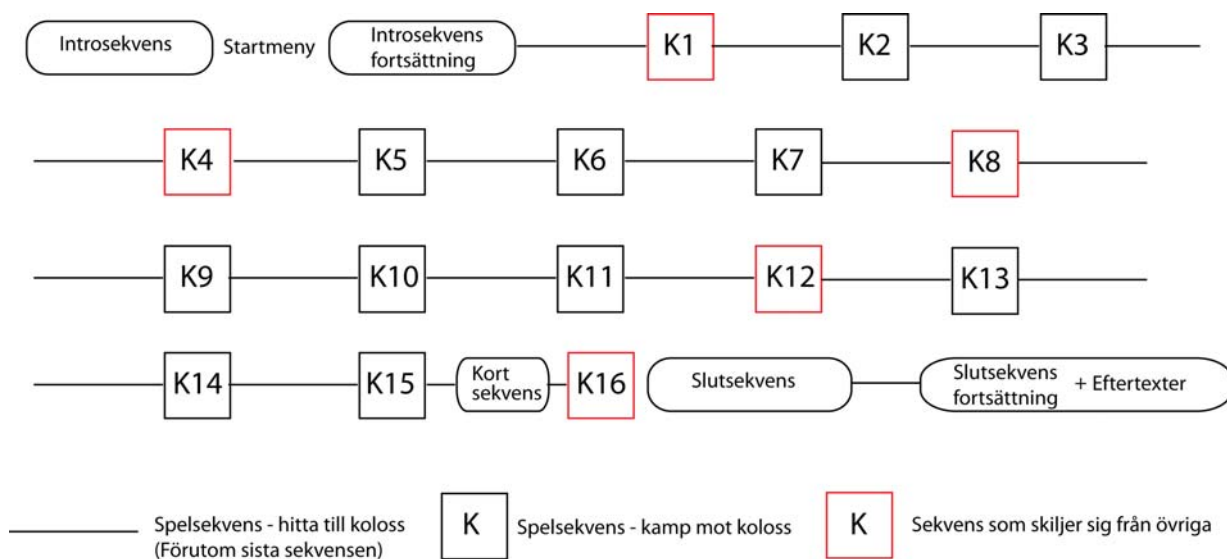 Introsekvens
Startmeny
Introsekvens
fortsättning
K1
K2
K3
K4
K5
K6
K7
K8
K9
K10
K11
K12
K13
K14
K15
Kort
sekvens
K16
Slutsekvens
Slutsekvens
fortsättning
+ Eftertexter
Spelsekvens - hitta till koloss
(Förutom sista sekvensen)
K
Spelsekvens - kamp mot koloss
K
Sekvens som skiljer sig från övriga